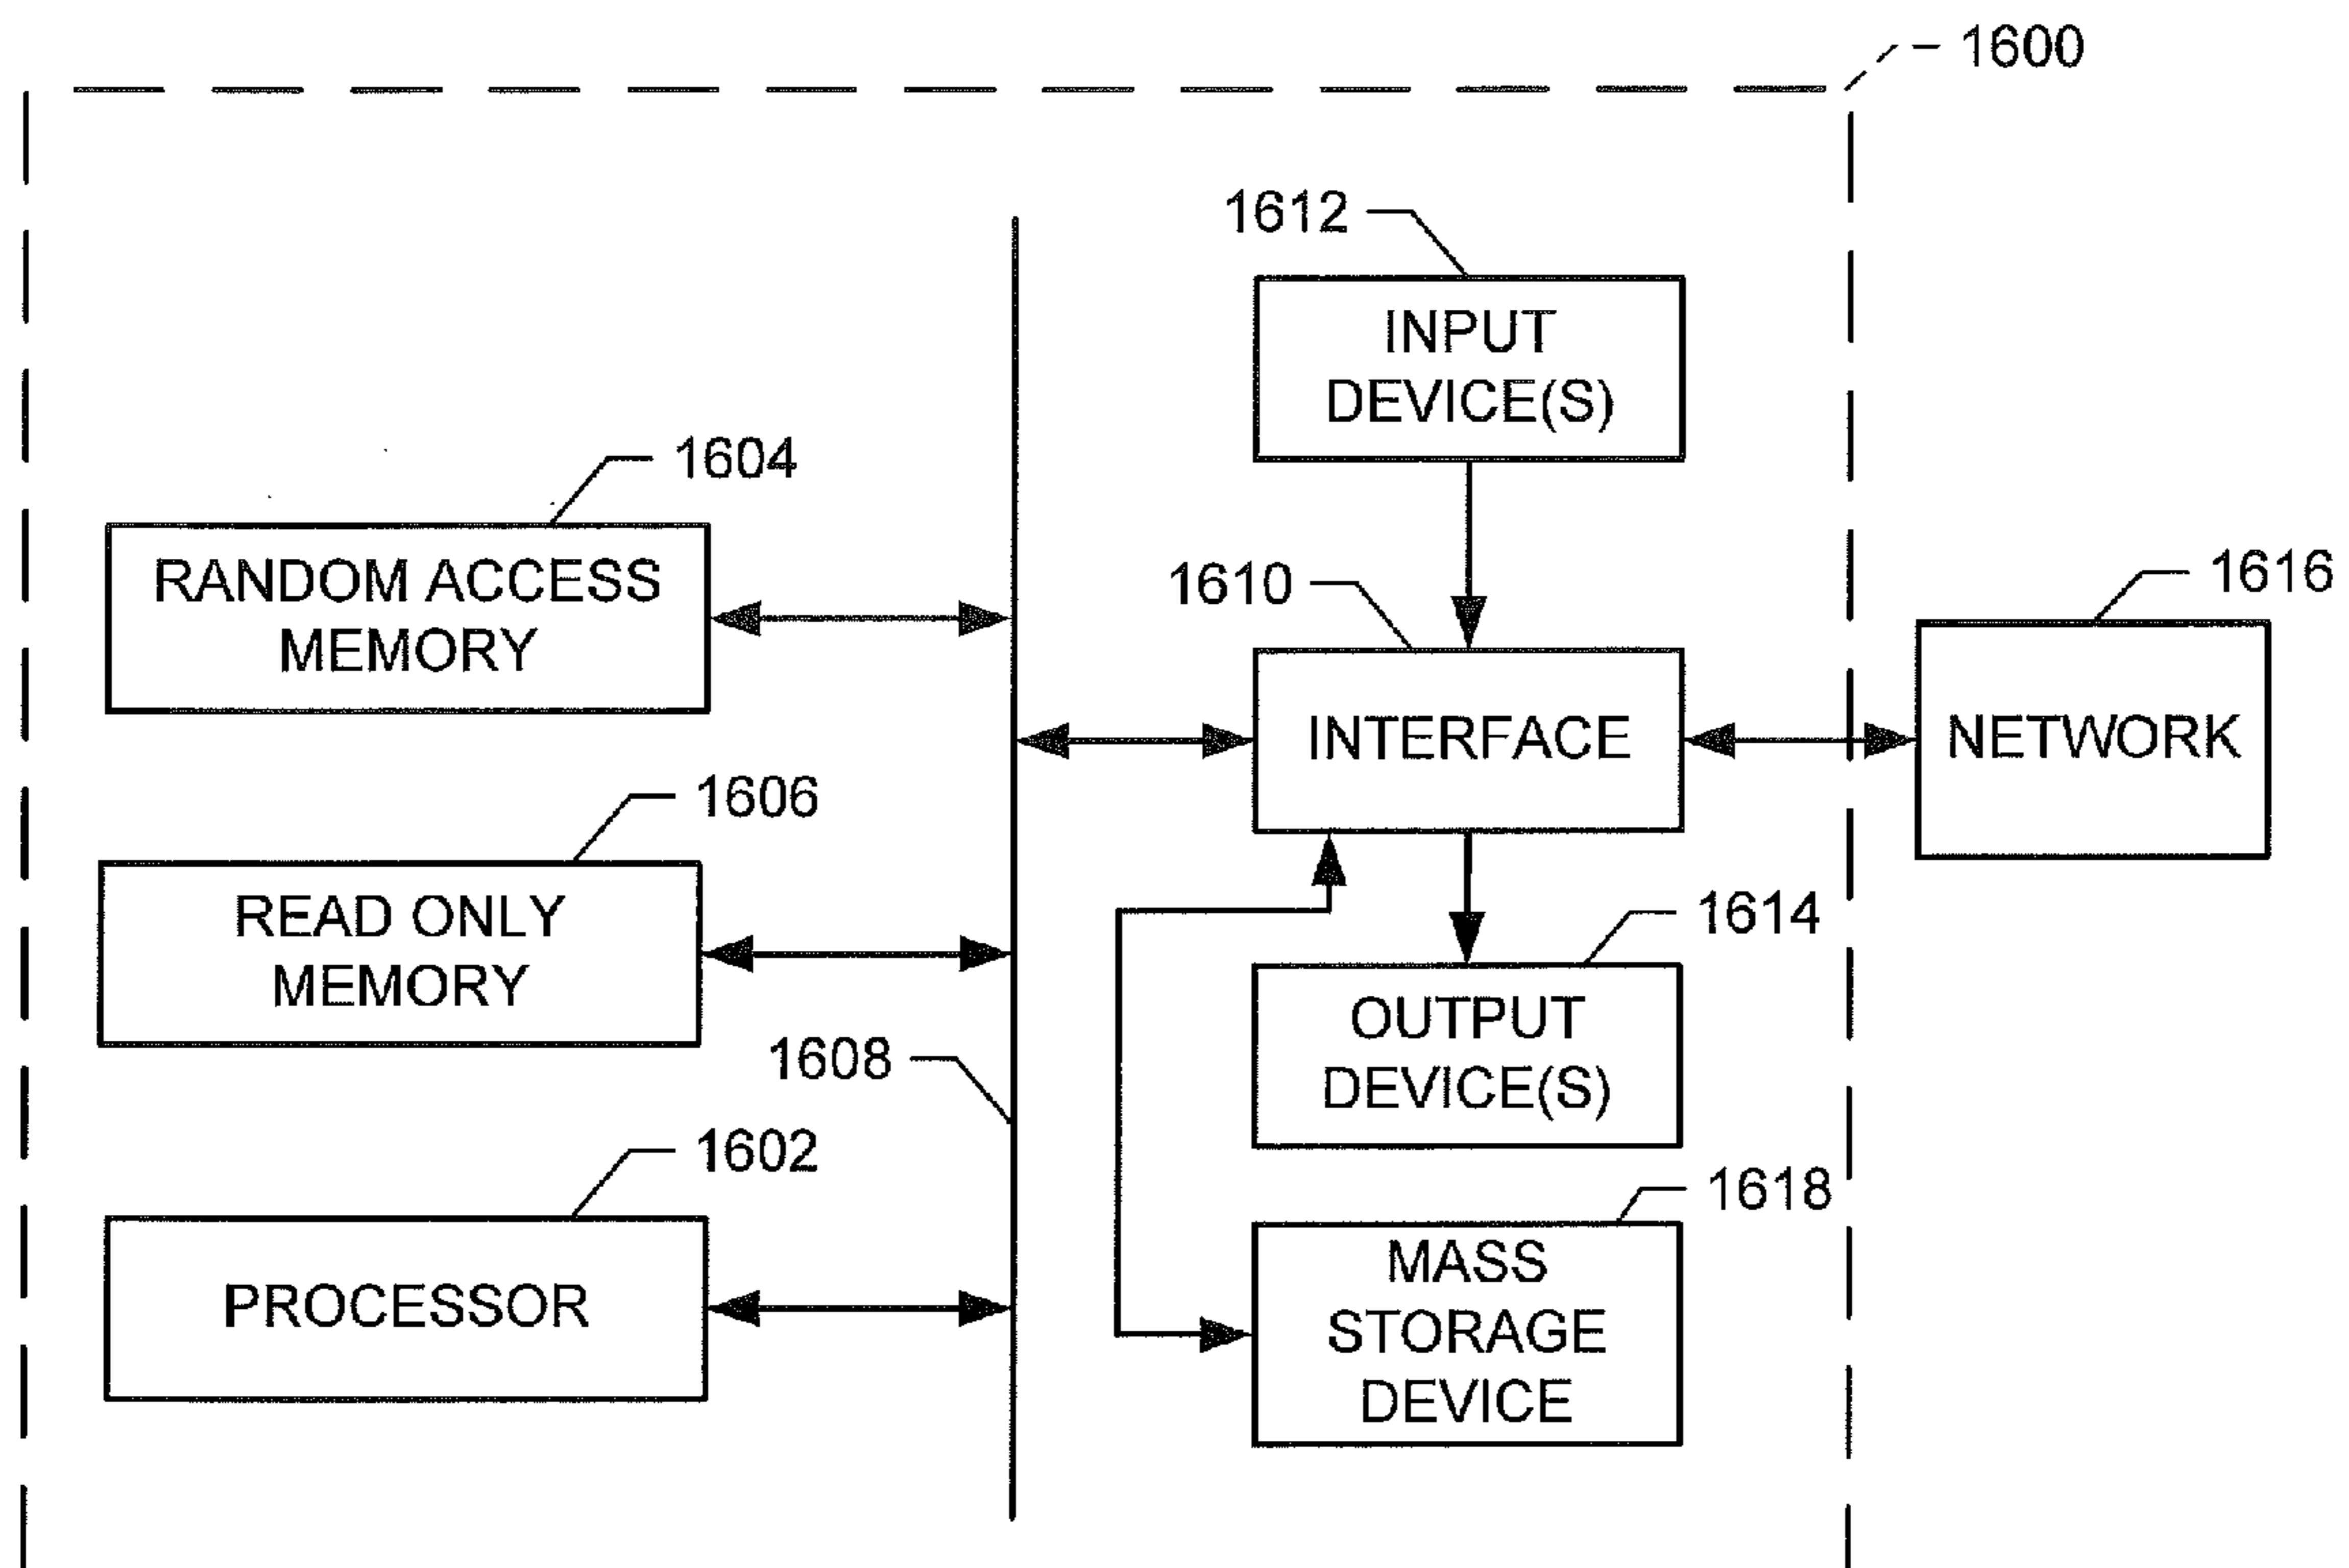 1600
1612
INPUT
DEVICE(S)
1604
RANDOM ACCESS
MEMORY
1610
INTERFACE
1616
NETWORK
1606
READ ONLY
MEMORY
1614
OUTPUT
DEVICE(S)
1608
1602
PROCESSOR
1618
MASS
STORAGE
DEVICE